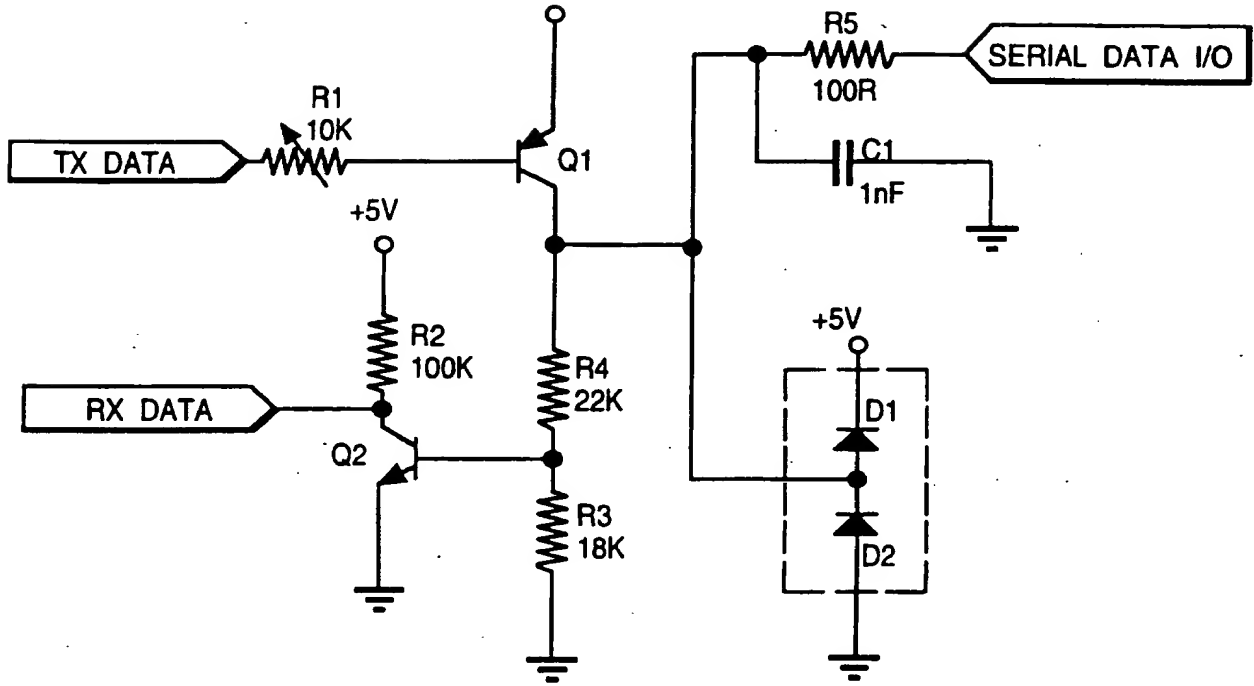 R5
SERIAL DATA I/O
100R
R1
10K
TX DATA
Q1
C1
1nF
+5V
R2
100K
+5V
R4
22K
RX DATA
D1
Q2
R3
18K
D2